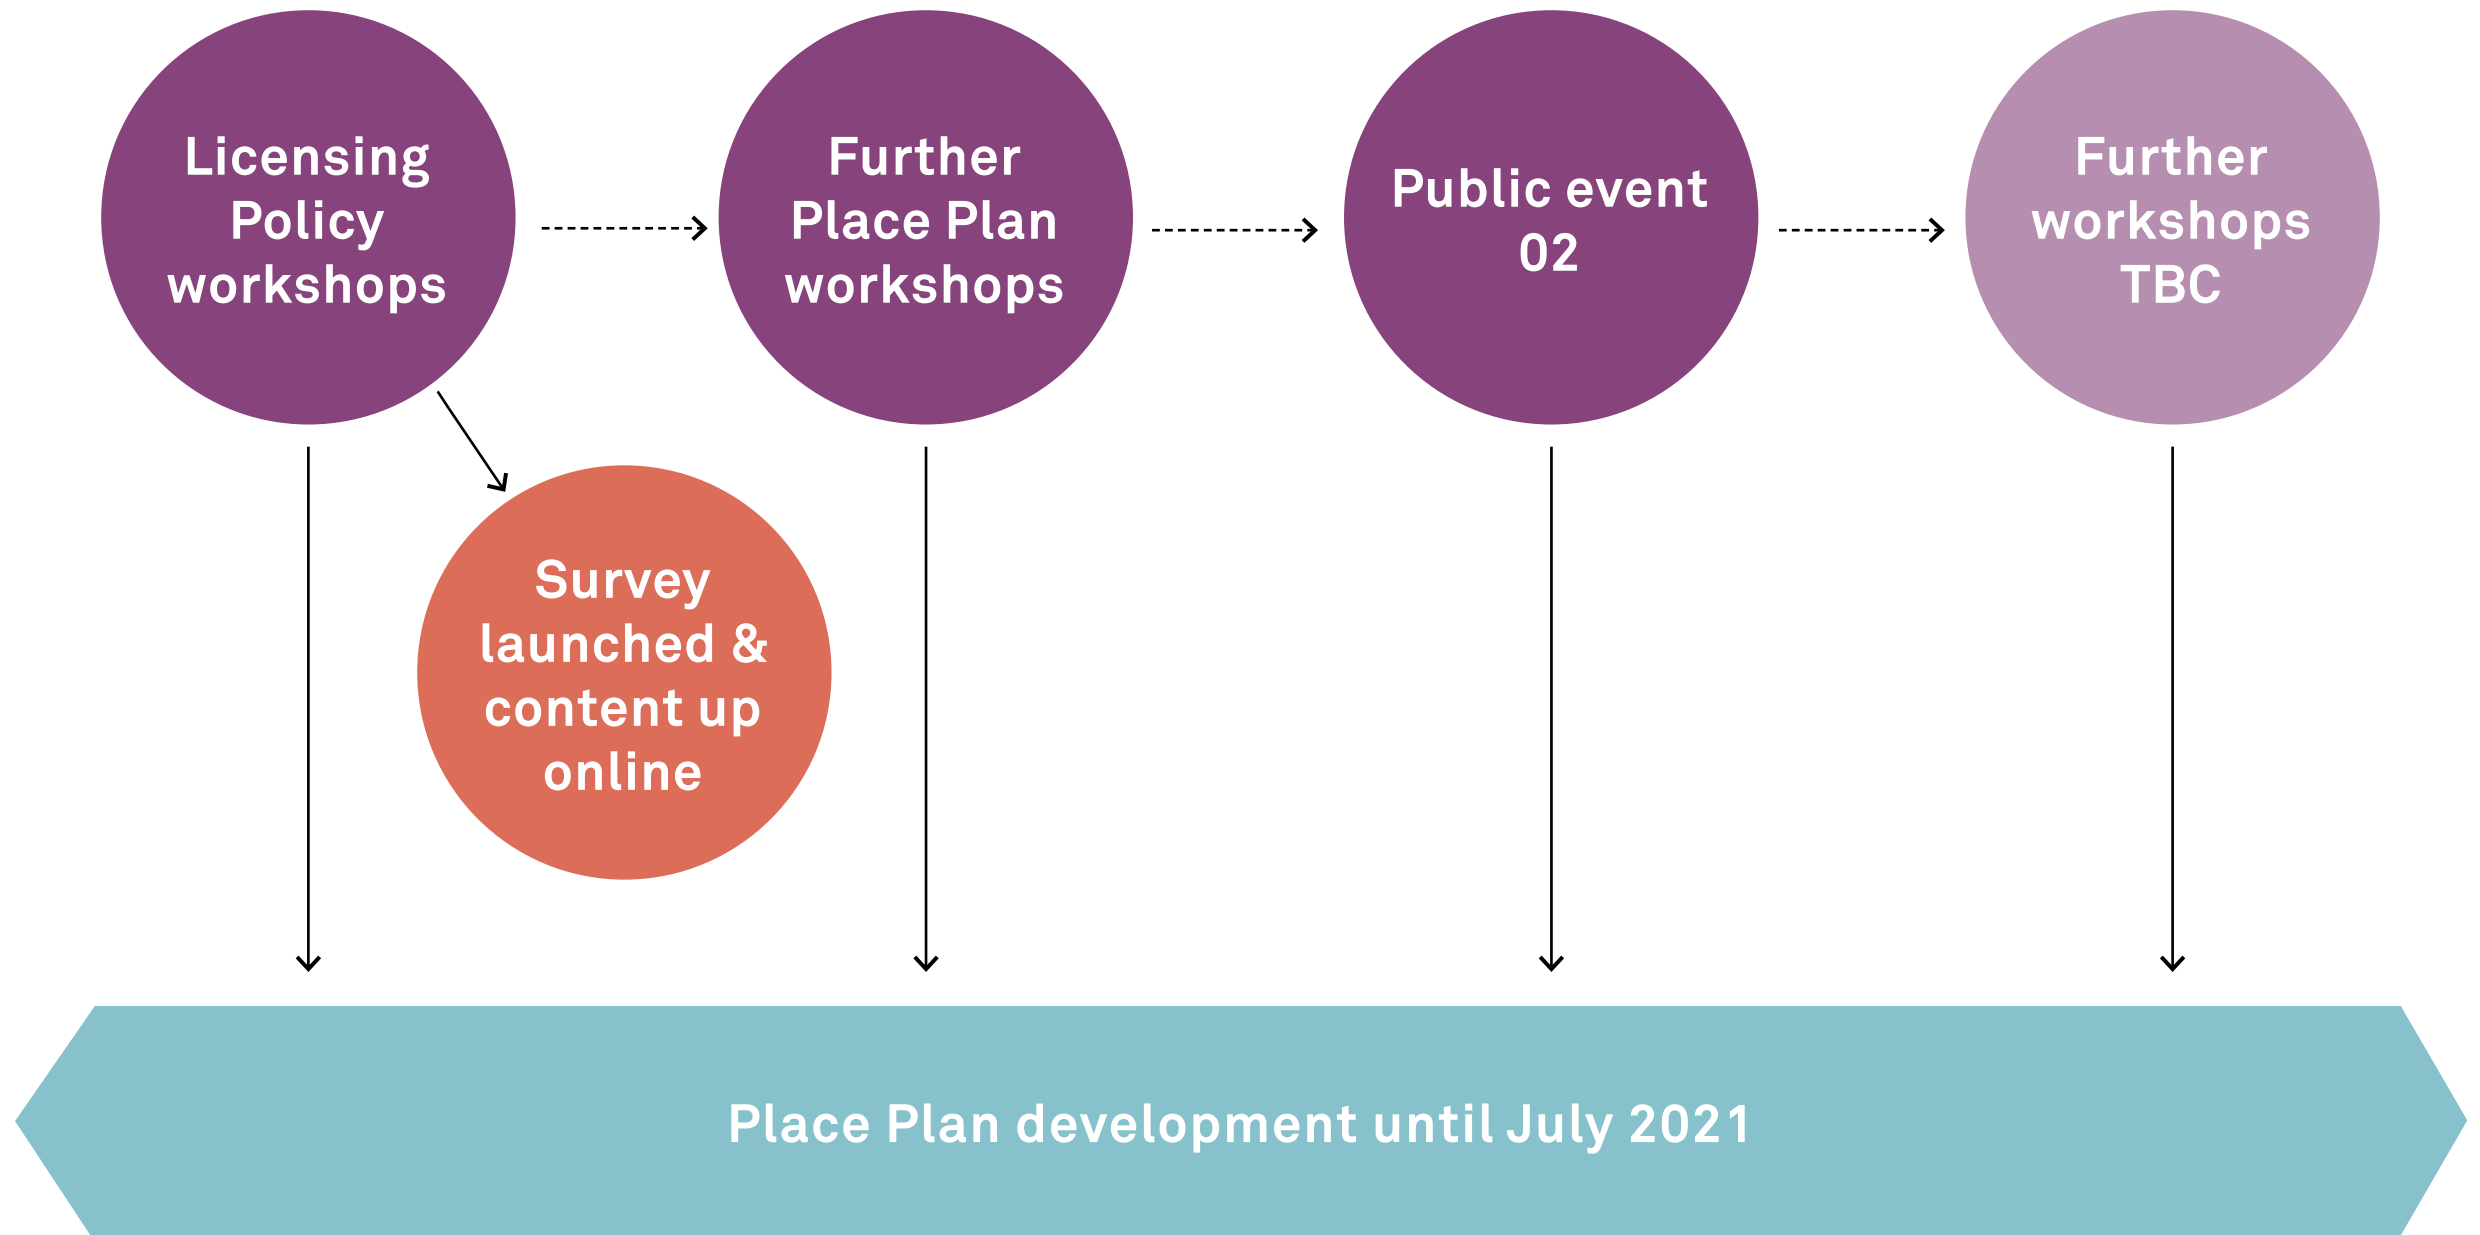 Licensing
Policy
workshops
Further
Place Plan
workshops
Public event
02
Further
workshops
TBC
Survey
launched &
content up
online
Place Plan development until July 2021